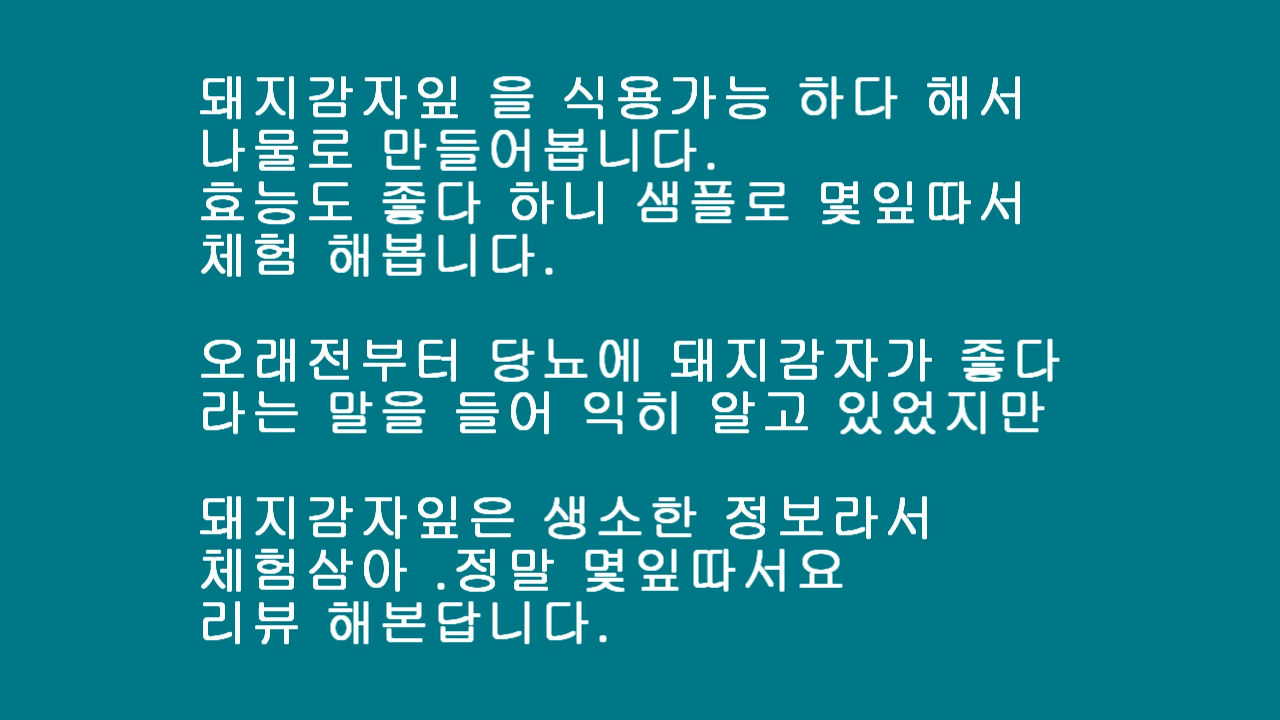 돼지감자잎 을 식용가능 하다 해서
나물로 만들어봅니다.
효능도 좋다 하니 샘플로 몇잎따서
체험 해봅니다.
오래전부터 당뇨에 돼지감자가 좋다
라는 말을 들어 익히 알고 있었지만
돼지감자잎은 생소한 정보라서
체험삼아 .정말 몇잎따서요
리뷰 해본답니다.